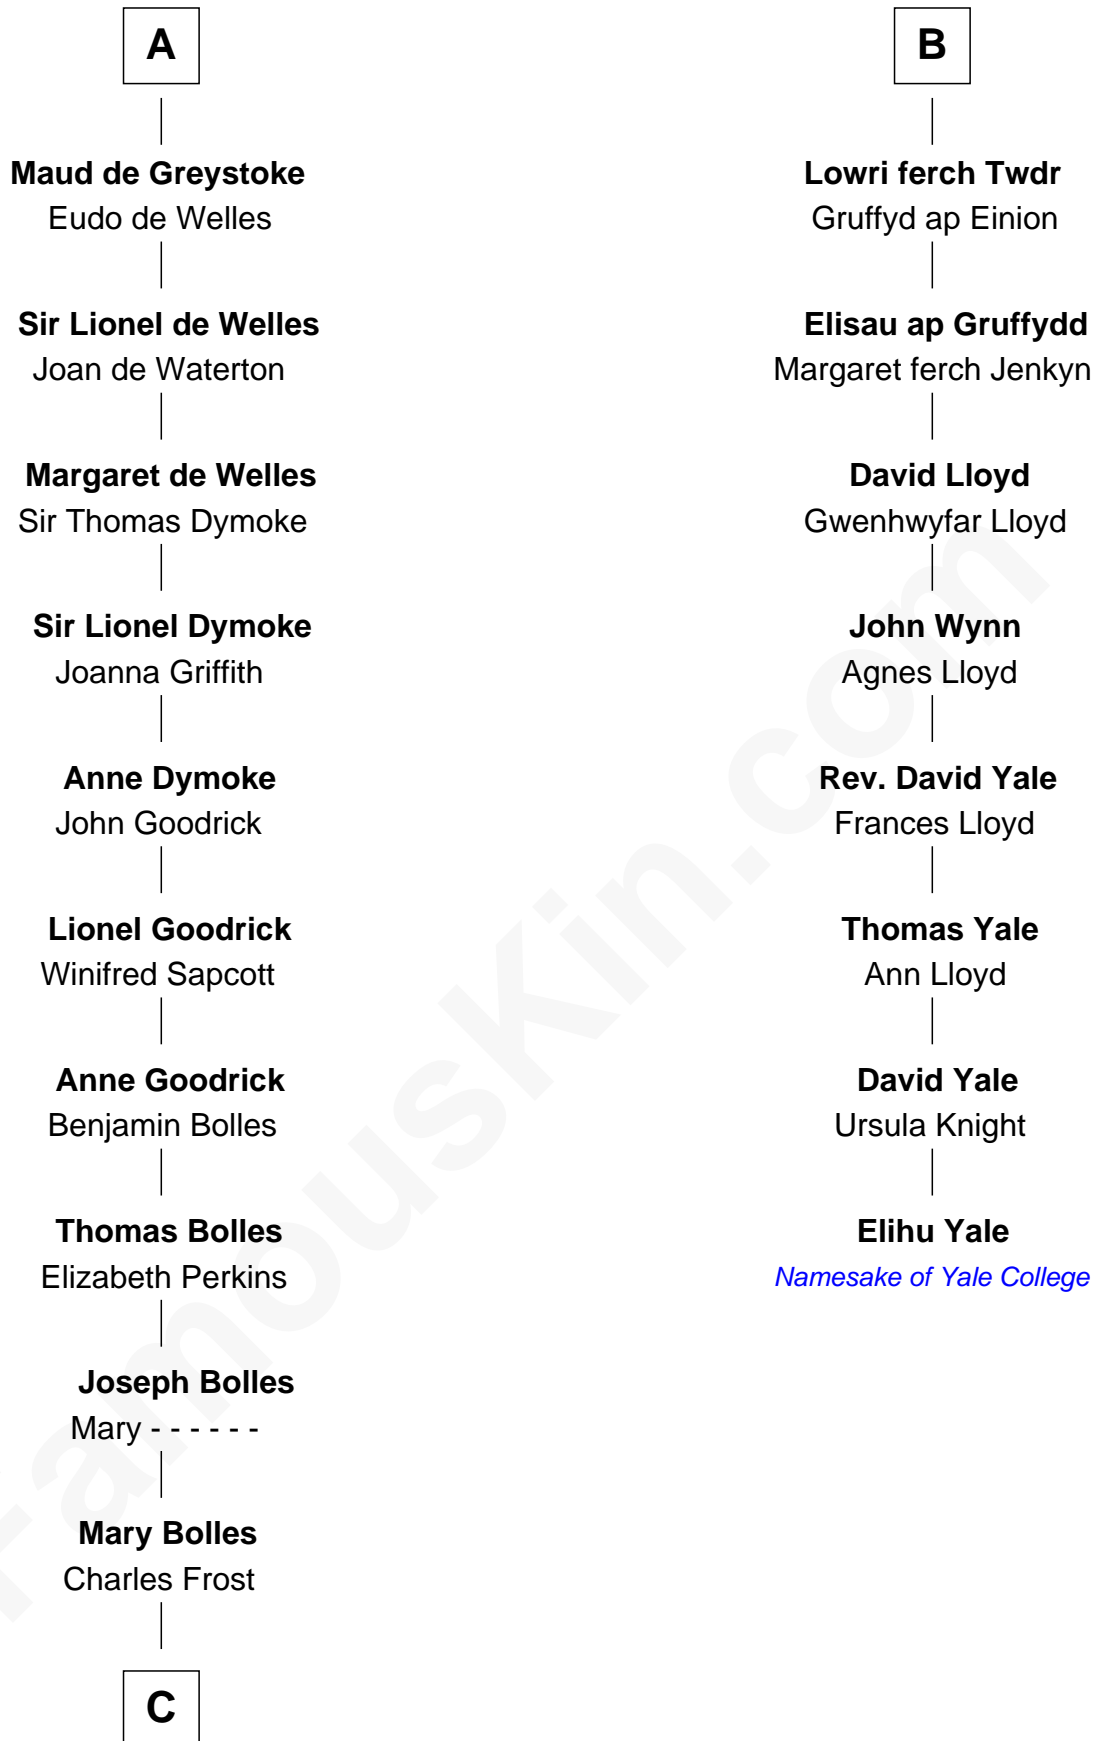 A
Maud de Greystoke
Eudo de Welles
Sir Lionel de Welles
Joan de Waterton
Margaret de Welles
Sir Thomas Dymoke
Sir Lionel Dymoke
Joanna Griffith
Anne Dymoke
John Goodrick
Lionel Goodrick
Winifred Sapcott
Anne Goodrick
Benjamin Bolles
Thomas Bolles
Elizabeth Perkins
Joseph Bolles
Mary - - - - - -
Mary Bolles
Charles Frost
C
B
Lowri ferch Twdr
Gruffyd ap Einion
Elisau ap Gruffydd
Margaret ferch Jenkyn
David Lloyd
Gwenhwyfar Lloyd
John Wynn
Agnes Lloyd
Rev. David Yale
Frances Lloyd
Thomas Yale
Ann Lloyd
David Yale
Ursula Knight
Elihu Yale
Namesake of Yale College
FamousKin.com